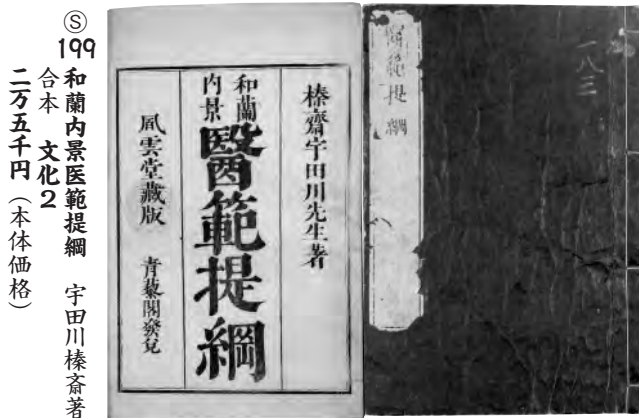 Ⓢ
199
和蘭内景医範提綱　宇田川榛斎著
合本　文化2
二万五千円（本体価格）
榛齋宇田川先生著
和蘭
内景
醫範提綱
風雲堂藏版
青藜閣發兌
醫範提綱
一八三